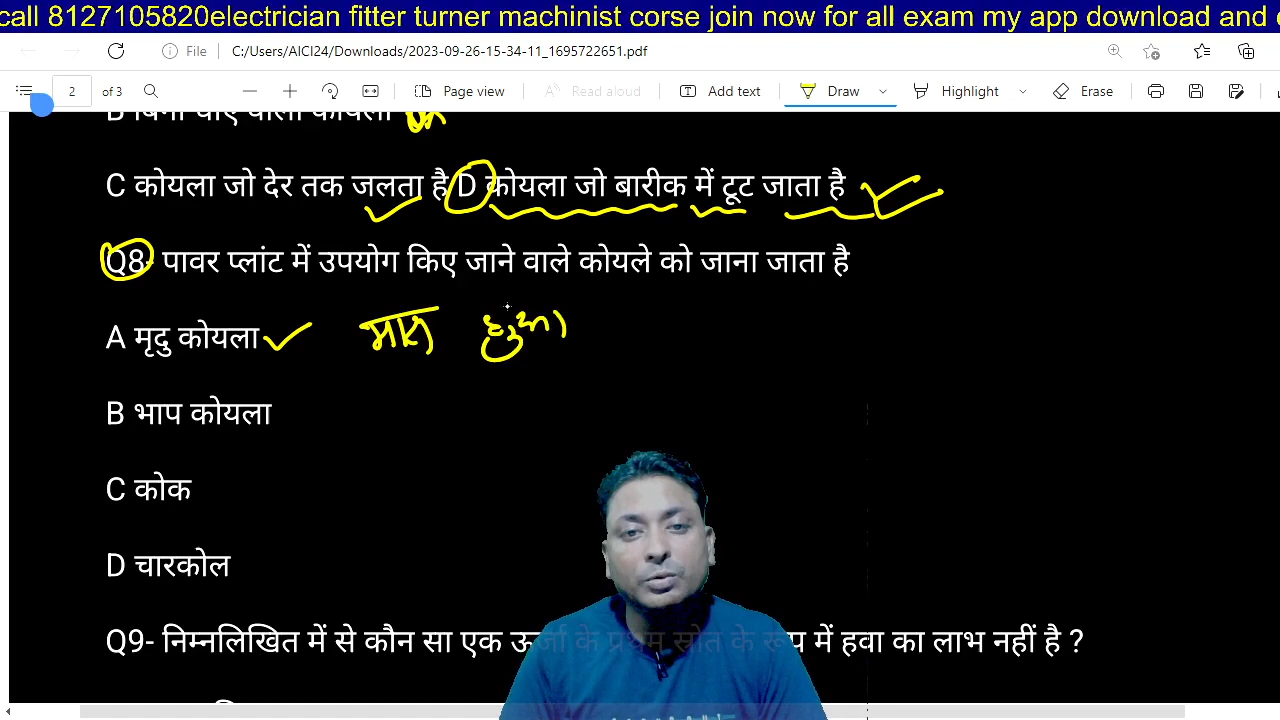 call 8127105820electrician fitter turner machinist corse join now for all exam my app download and
File C:/Users/AICI24/Downloads/2023-09-26-15-34-11_1695722651.pdf
2 of 3 Page view Read aloud Add text Draw Highlight Erase
C कोयला जो देर तक जलता है D कोयला जो बारीक में टूट जाता है
Q8- पावर प्लांट में उपयोग किए जाने वाले कोयले को जाना जाता है
A मृदु कोयला
B भाप कोयला
C कोक
D चारकोल
Q9- निम्नलिखित में से कौन सा एक ऊर्जा के प्रथम स्रोत के रूप में हवा का लाभ नहीं है ?